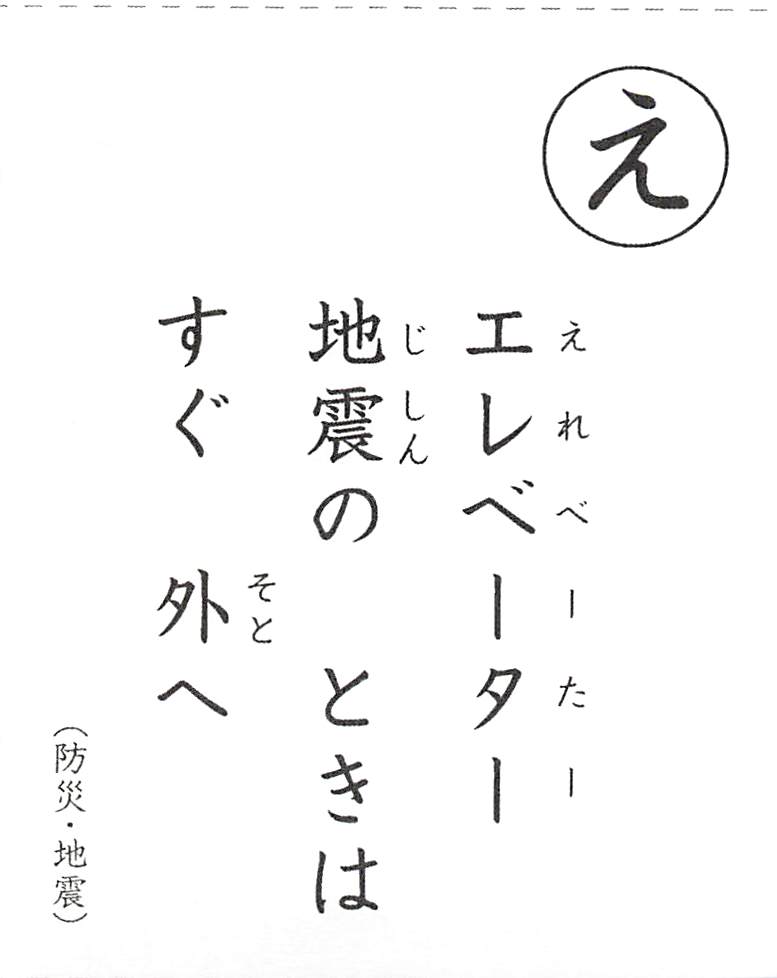 え
エレベーター
えれべーたー
地震の ときは
じしん
すぐ 外へ
そと
（防災・地震）